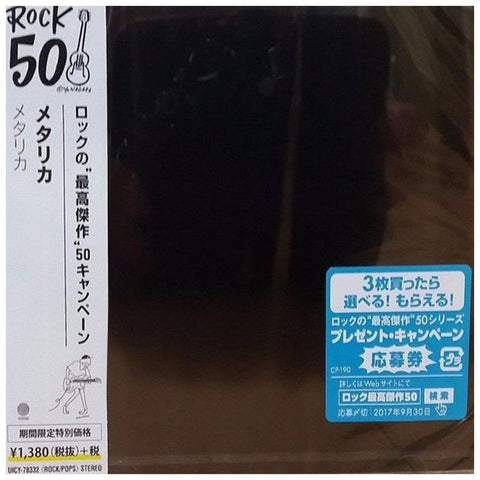 ROCK
50
ロックの"最高傑作"50キャンペーン
メタリカ
メタリカ
期間限定特別価格
¥1,380(税抜)+税
UICY-78332 (ROCK/POPS) STEREO
3枚買ったら
選べる!もらえる!
ロックの"最高傑作"50シリーズ
プレゼント・キャンペーン
応募券
CP-190
詳しくはWebサイトにて
ロック最高傑作50 検索
応募〆切:2017年9月30日